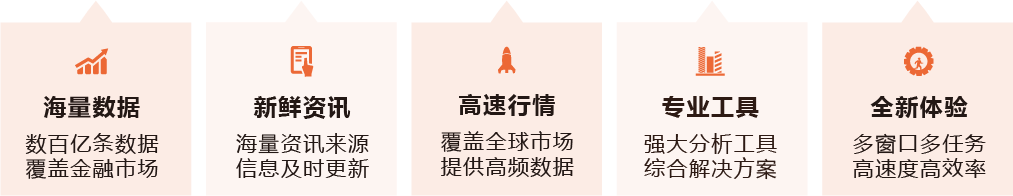 海量数据
数百亿条数据
覆盖金融市场
新鲜资讯
海量资讯来源
信息及时更新
高速行情
覆盖全球市场
提供高频数据
专业工具
强大分析工具
综合解决方案
全新体验
多窗口多任务
高速度高效率